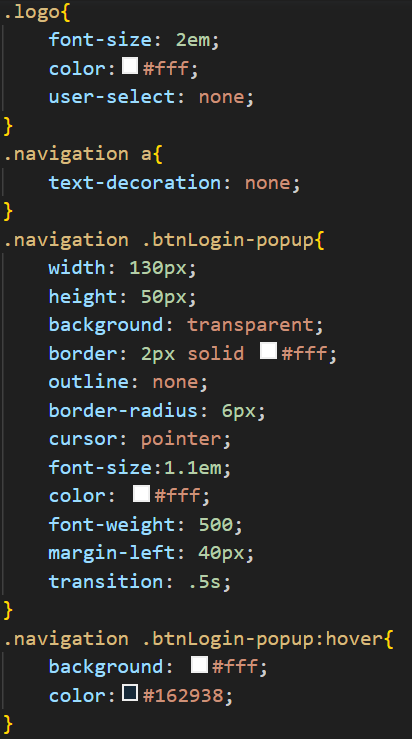 .logo{
    font-size: 2em;
    color: #fff;
    user-select: none;
}
.navigation a{
    text-decoration: none;
}
.navigation .btnLogin-popup{
    width: 130px;
    height: 50px;
    background: transparent;
    border: 2px solid #fff;
    outline: none;
    border-radius: 6px;
    cursor: pointer;
    font-size:1.1em;
    color: #fff;
    font-weight: 500;
    margin-left: 40px;
    transition: .5s;
}
.navigation .btnLogin-popup:hover{
    background: #fff;
    color:#162938;
}